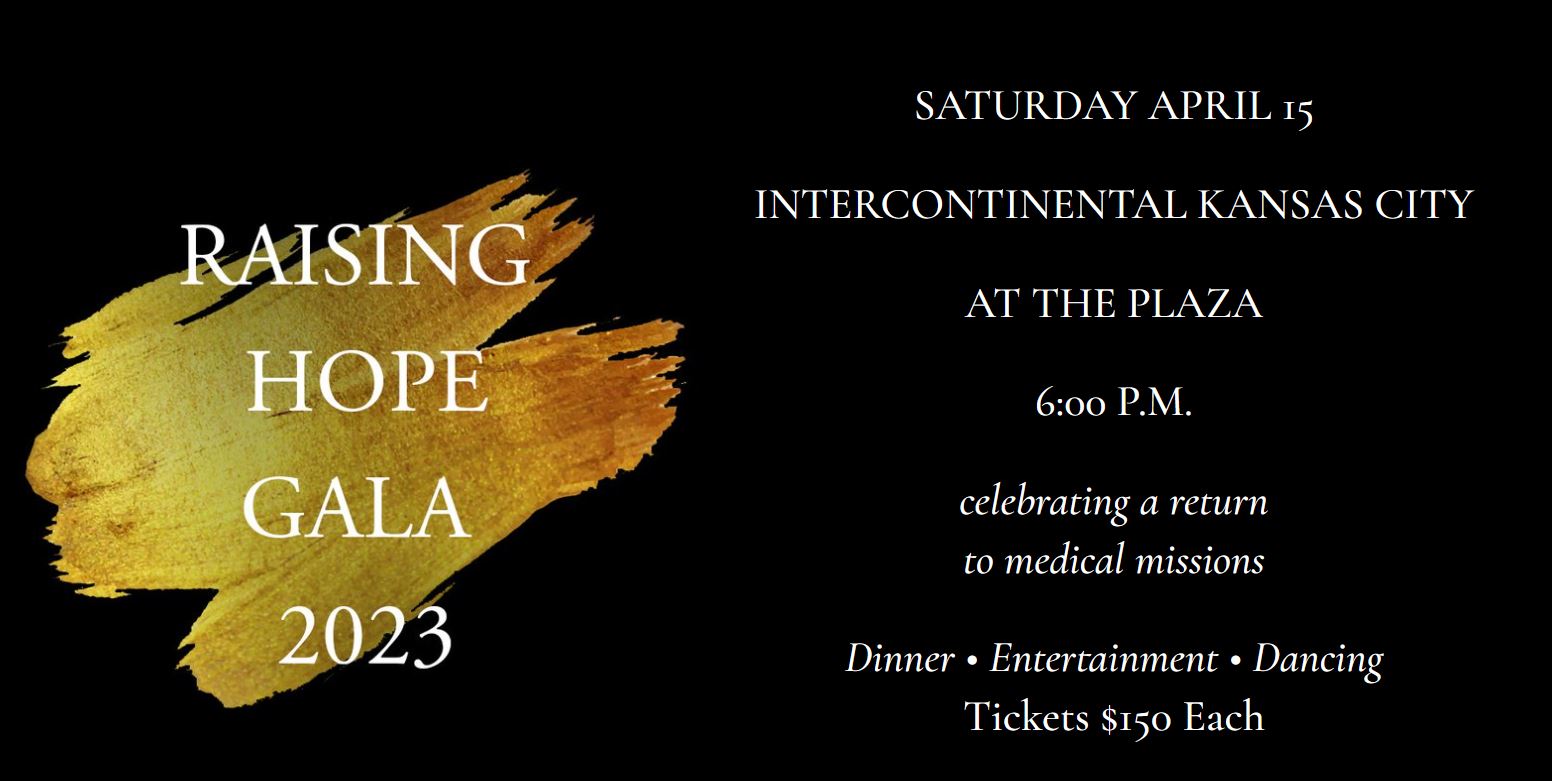 RAISING
HOPE
GALA
2023
SATURDAY APRIL 15
INTERCONTINENTAL KANSAS CITY
AT THE PLAZA
6:00 P.M.
celebrating a return
to medical missions
Dinner • Entertainment • Dancing
Tickets $150 Each